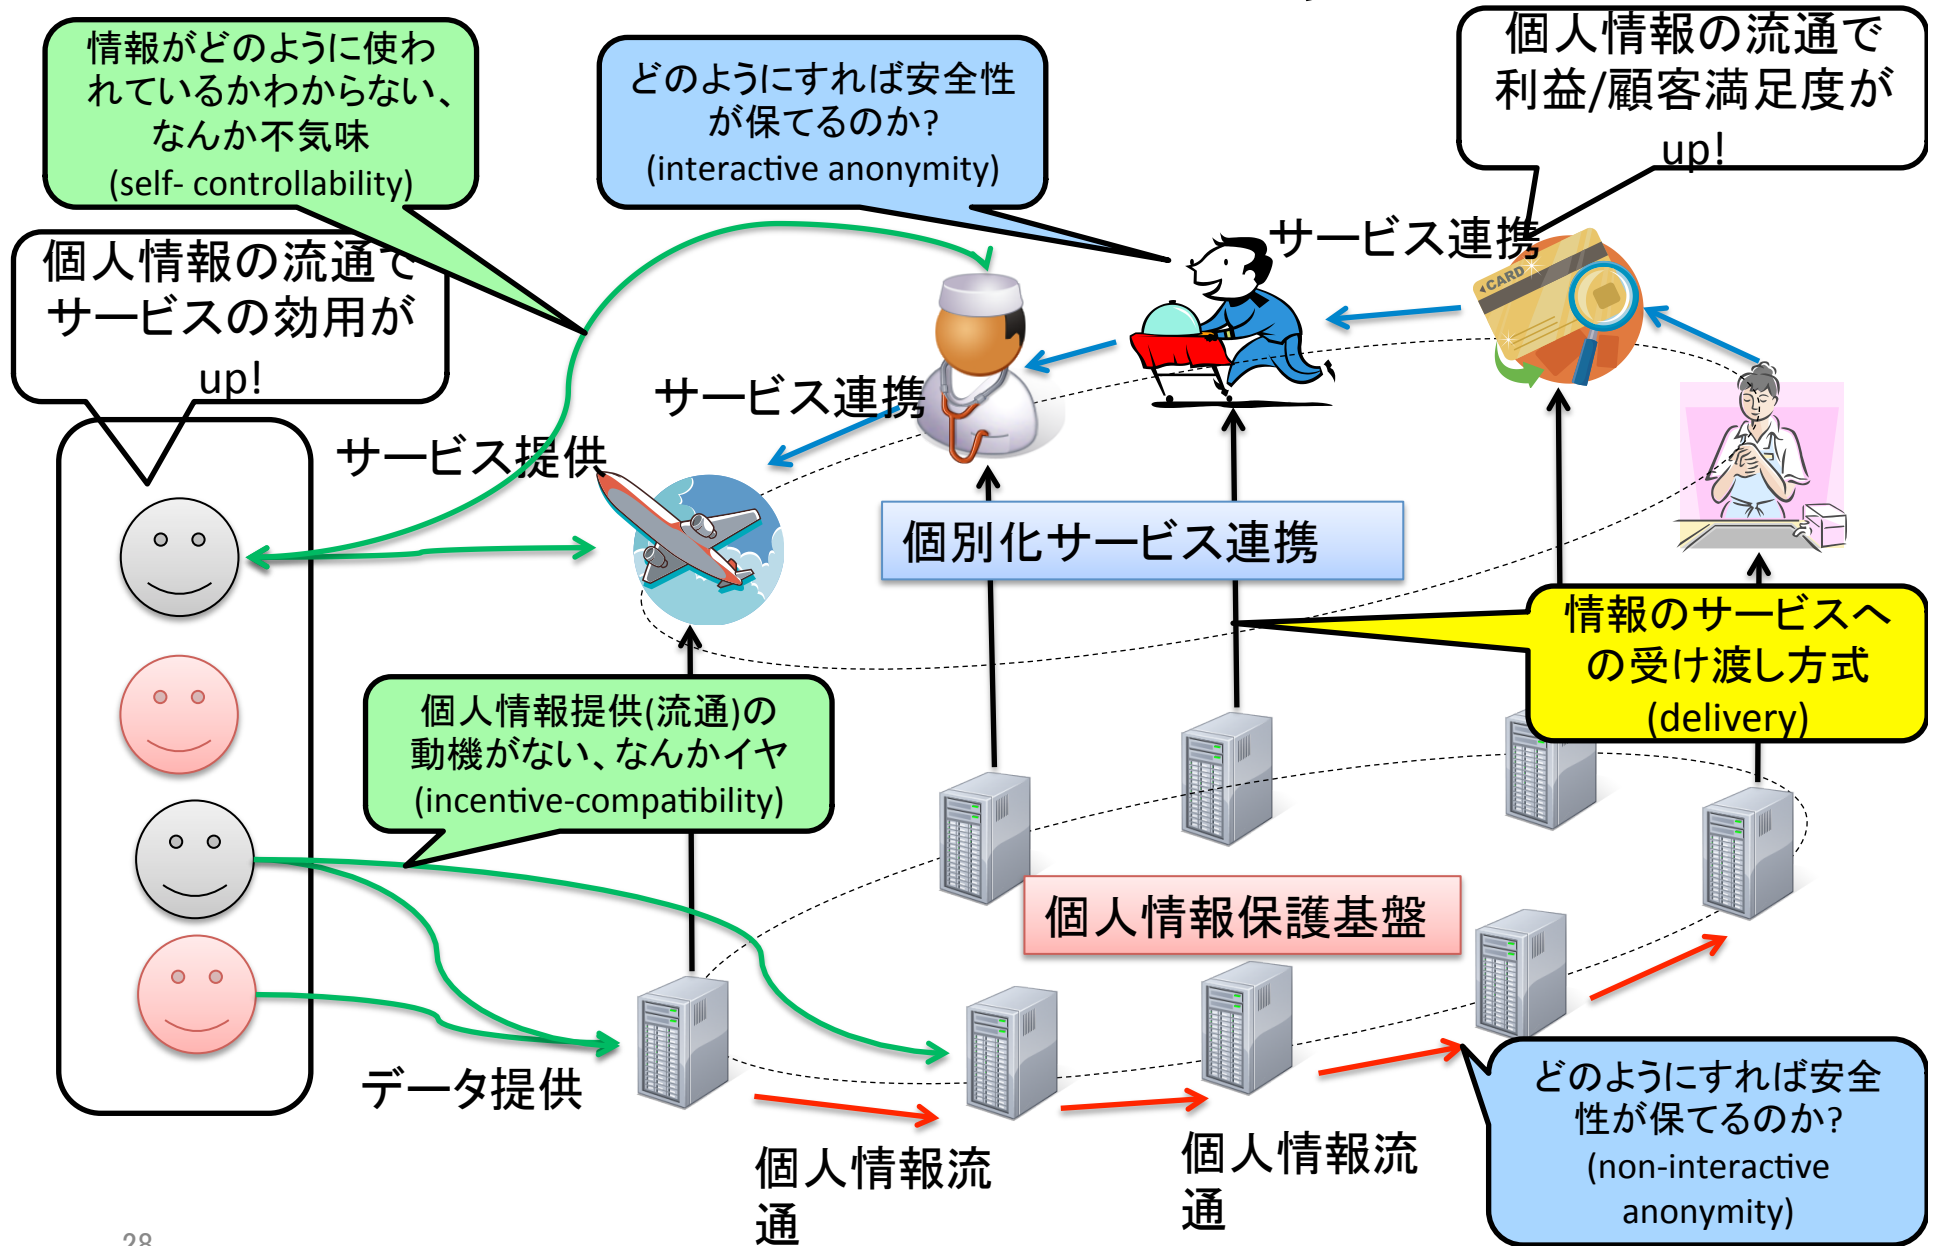 情報がどのように使わ
れているかわからない、
なんか不気味
(self- controllability)
どのようにすれば安全性
が保てるのか?
(interactive anonymity)
個人情報の流通で
利益/顧客満足度が
up!
個人情報の流通で
サービスの効用が
up!
サービス連携
サービス連携
サービス提供
CARD
個別化サービス連携
情報のサービスへ
の受け渡し方式
(delivery)
個人情報提供(流通)の
動機がない、なんかイヤ
(incentive-compatibility)
個人情報保護基盤
データ提供
個人情報流
通
個人情報流
通
どのようにすれば安全
性が保てるのか?
(non-interactive
anonymity)
28